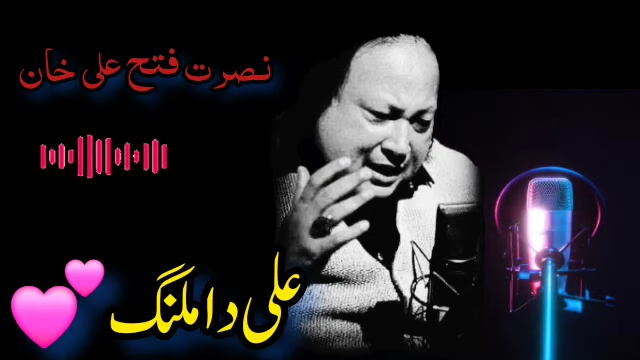 نصرت فتح علی خان
علی دا ملنگ